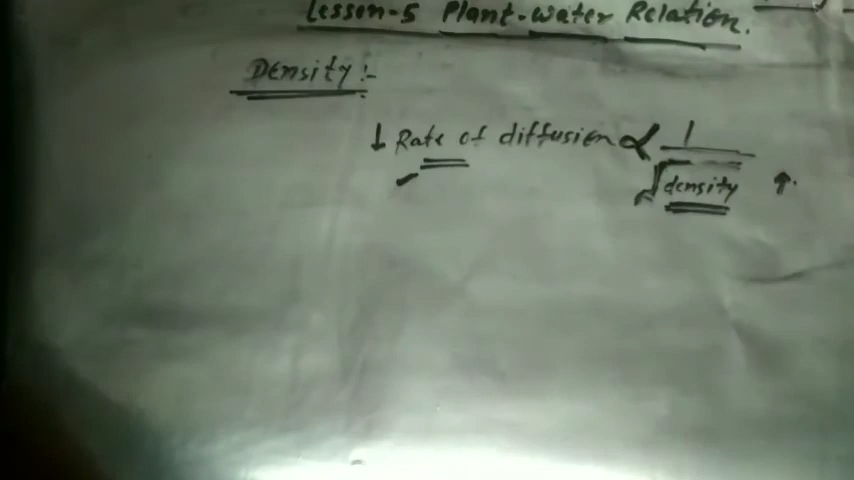 Lesson-5 Plant-water Relation.
Density :-
↓ Rate of diffusion ∝ 1
√density ↑.